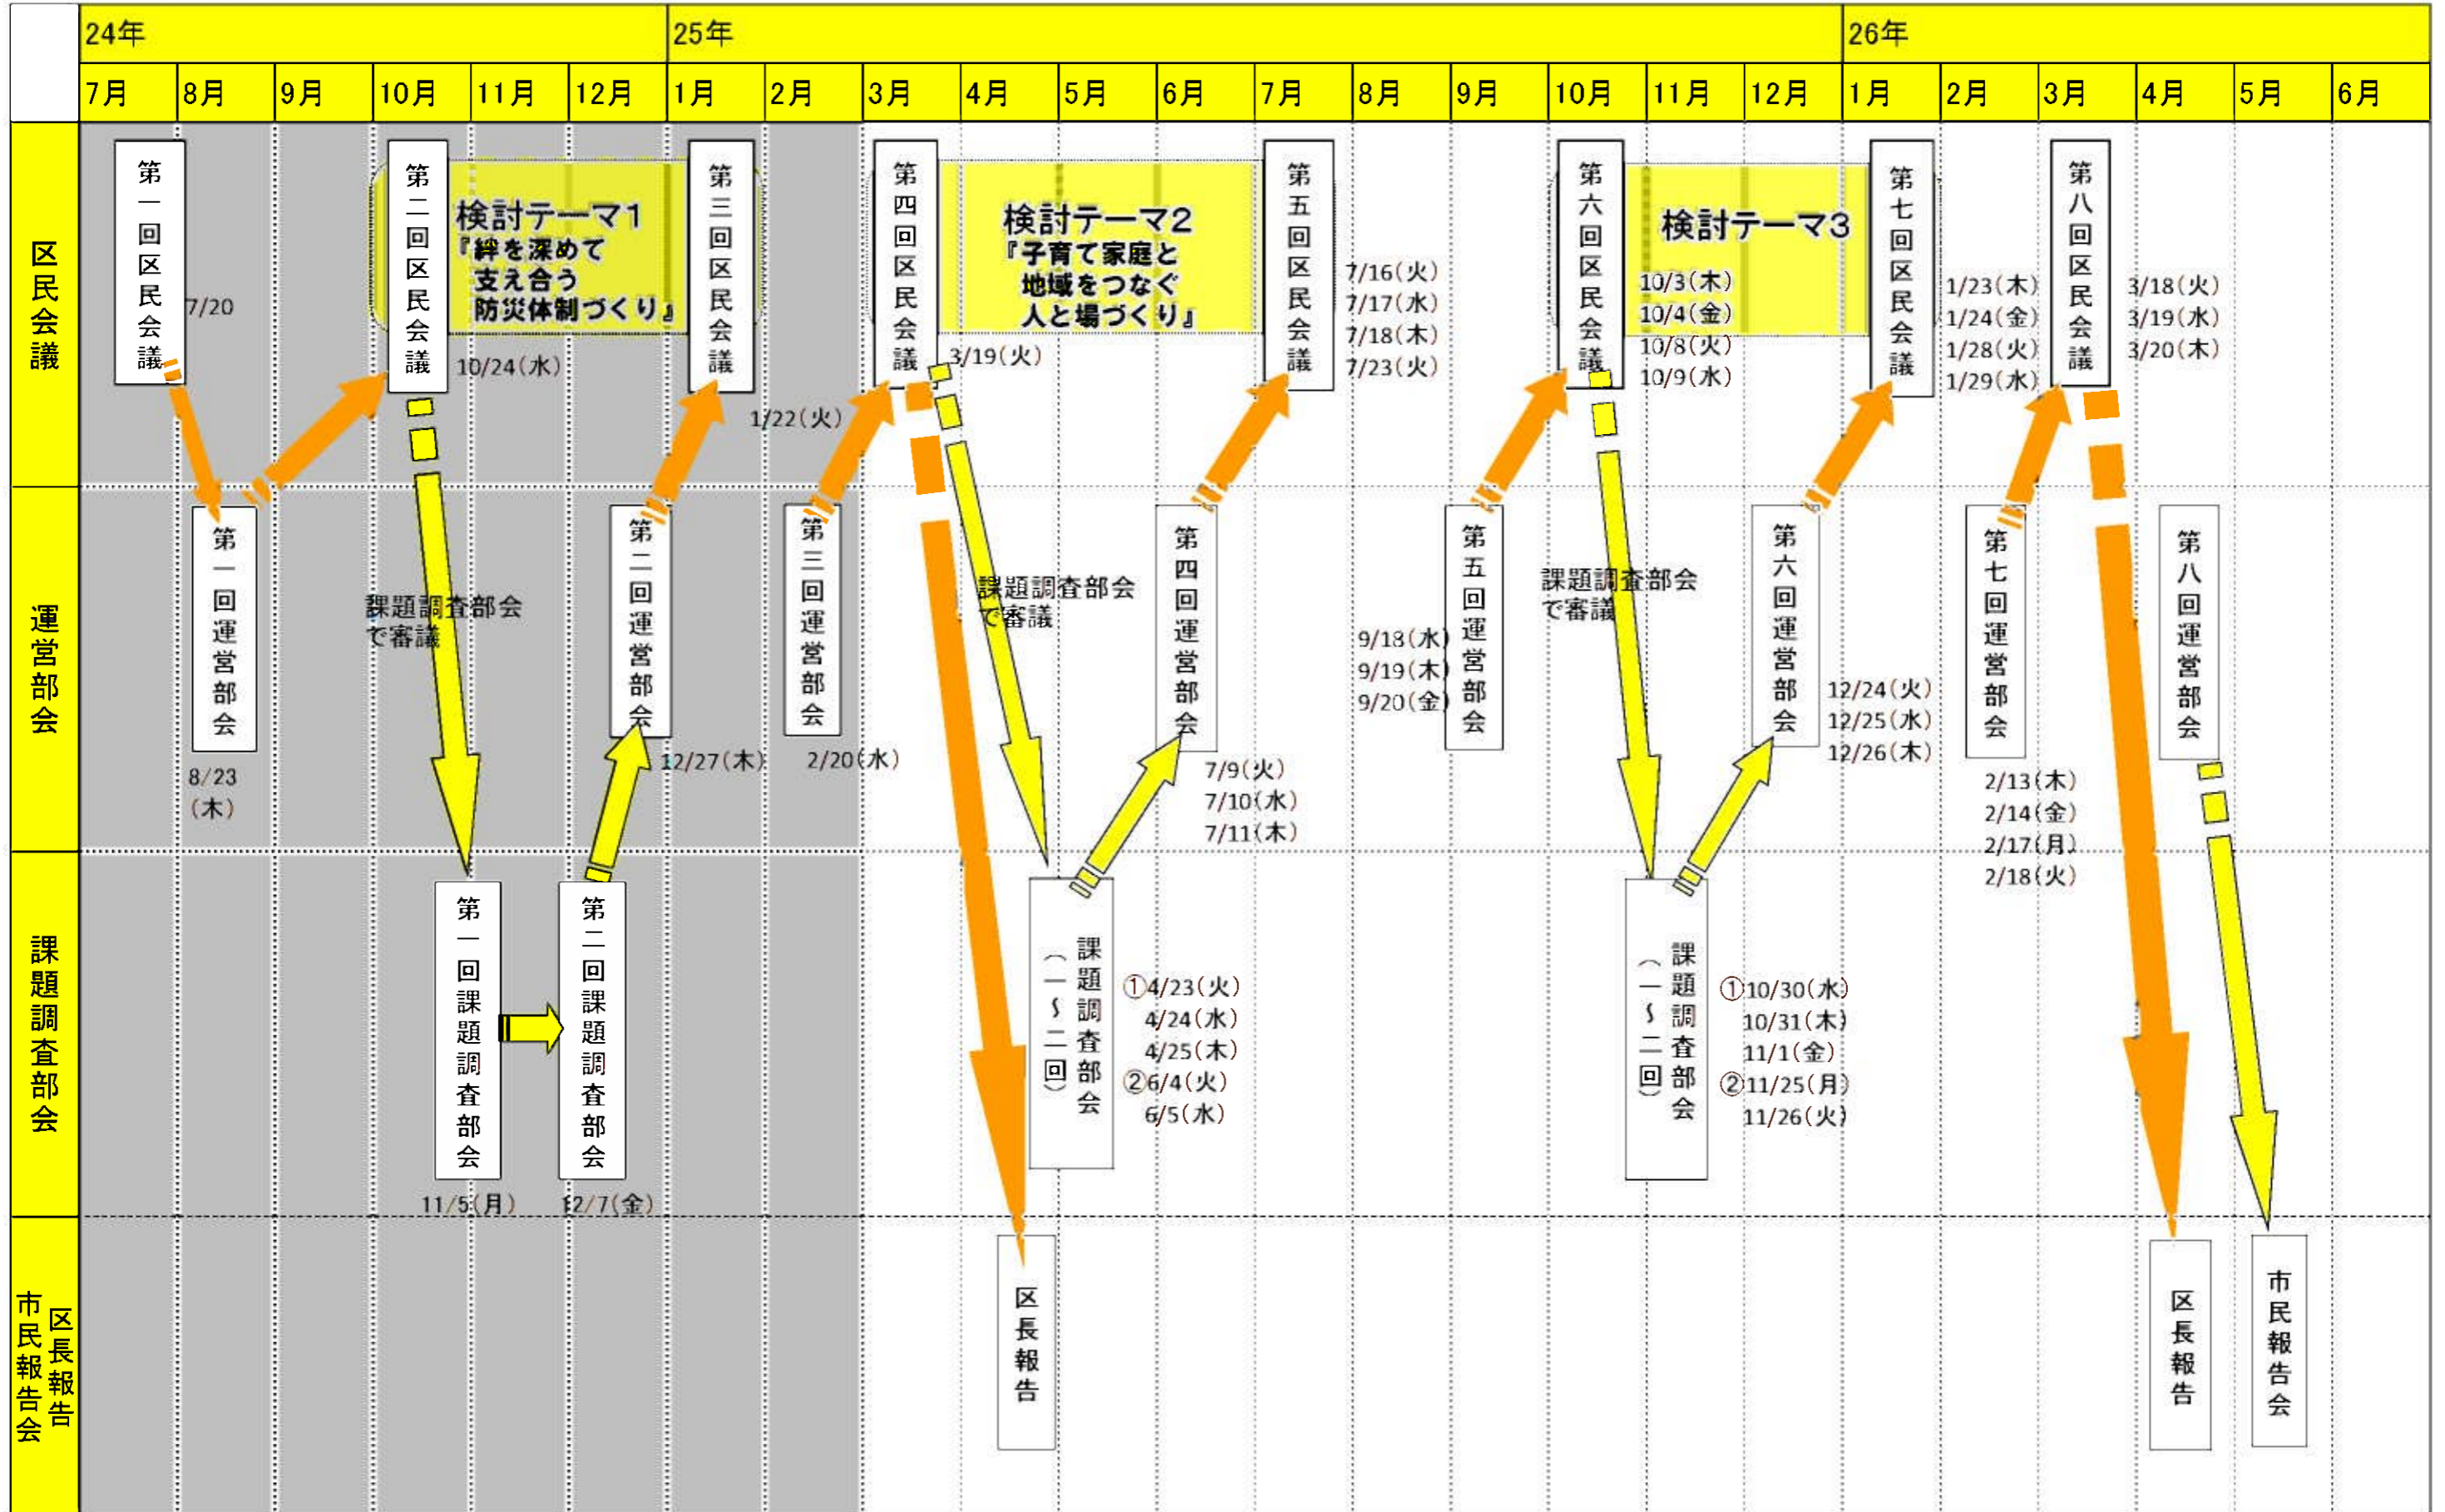 24年
25年
26年
7月 8月 9月 10月 11月 12月 1月 2月 3月 4月 5月 6月 7月 8月 9月 10月 11月 12月 1月 2月 3月 4月 5月 6月
区民会議
第一回区民会議
7/20
第二回区民会議
10/24(水)
検討テーマ1
『絆を深めて
支え合う
防災体制づくり』
第三回区民会議
1/22(火)
第四回区民会議
3/19(火)
検討テーマ2
『子育て家庭と
地域をつなぐ
人と場づくり』
第五回区民会議
7/16(火)
7/17(水)
7/18(木)
7/23(火)
第六回区民会議
検討テーマ3
10/3(木)
10/4(金)
10/8(火)
10/9(水)
第七回区民会議
1/23(木)
1/24(金)
1/28(火)
1/29(水)
第八回区民会議
3/18(火)
3/19(水)
3/20(木)
運営部会
第一回運営部会
8/23
(木)
課題調査部会
で審議
第二回運営部会
12/27(木)
第三回運営部会
2/20(水)
課題調査部会
で審議
第四回運営部会
7/9(火)
7/10(水)
7/11(木)
9/18(水)
9/19(木)
9/20(金)
第五回運営部会
課題調査部会
で審議
第六回運営部会
12/24(火)
12/25(水)
12/26(木)
第七回運営部会
2/13(木)
2/14(金)
2/17(月)
2/18(火)
第八回運営部会
課題調査部会
第一回課題調査部会
11/5(月)
第二回課題調査部会
12/7(金)
課題調査部会
(一~二回)
①4/23(火)
4/24(水)
4/25(木)
②6/4(火)
6/5(水)
課題調査部会
(一~二回)
①10/30(水)
10/31(木)
11/1(金)
②11/25(月)
11/26(火)
区長報告
市民報告会
区長報告
区長報告
市民報告会